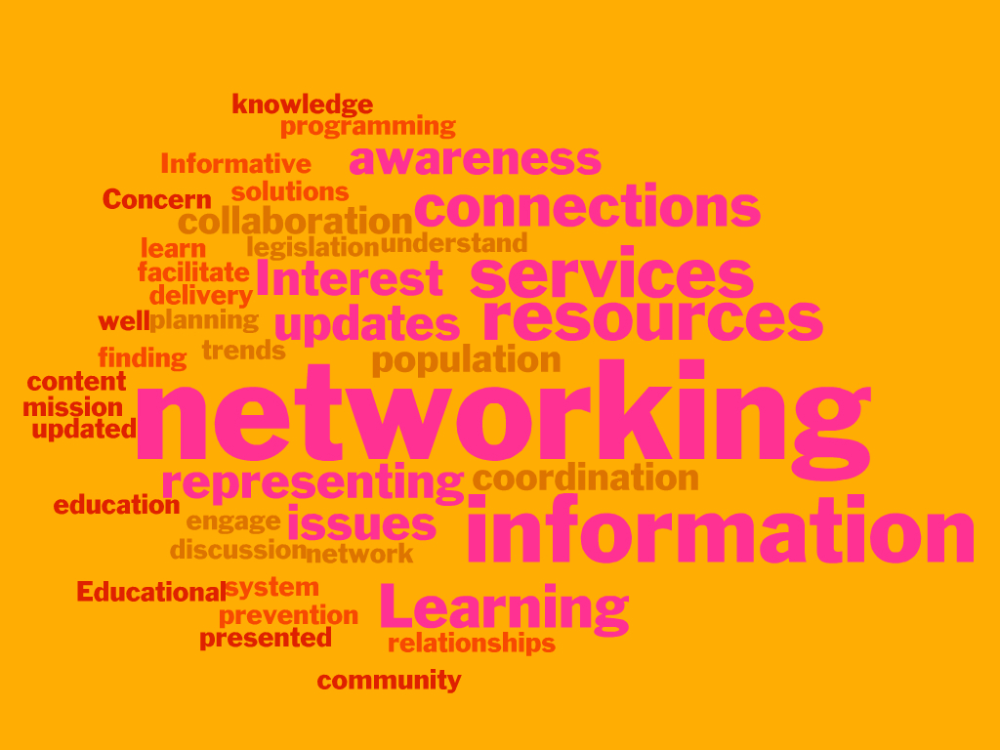 knowledge
programming
Informative awareness
Concern solutions connections
collaboration
learn legislation understand
facilitate Interest services
delivery
well planning updates resources
finding trends population
content networking
mission
updated
representing coordination
education engage issues information
discussion network
Educational system Learning
prevention
presented relationships
community